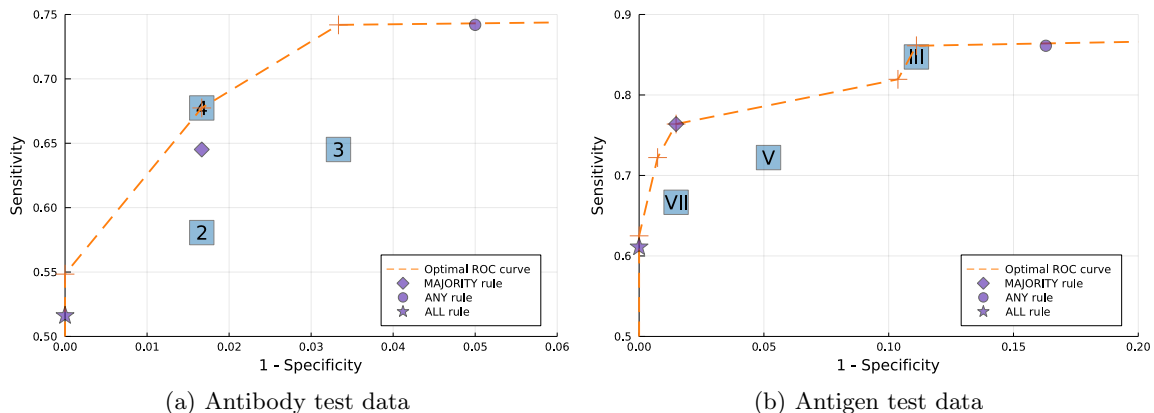 0.75
0.70
0.65
0.60
0.55
0.50
Sensitivity
4
3
2
Optimal ROC curve
MAJORITY rule
ANY rule
ALL rule
0.00 0.01 0.02 0.03 0.04 0.05 0.06
1 - Specificity
(a) Antibody test data
0.9
0.8
0.7
0.6
0.5
Sensitivity
III
V
VII
Optimal ROC curve
MAJORITY rule
ANY rule
ALL rule
0.00 0.05 0.10 0.15 0.20
1 - Specificity
(b) Antigen test data